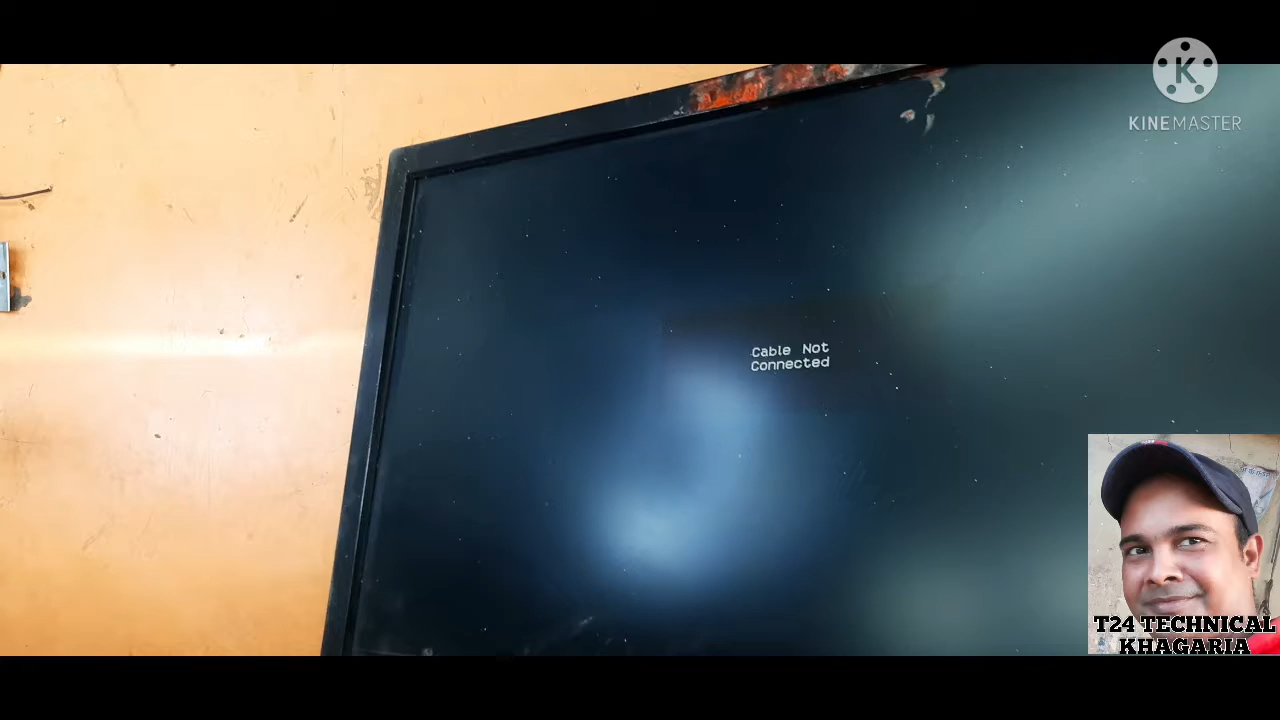 K
KINEMASTER
Cable Not
Connected
T24 TECHNICAL
KHAGARIA